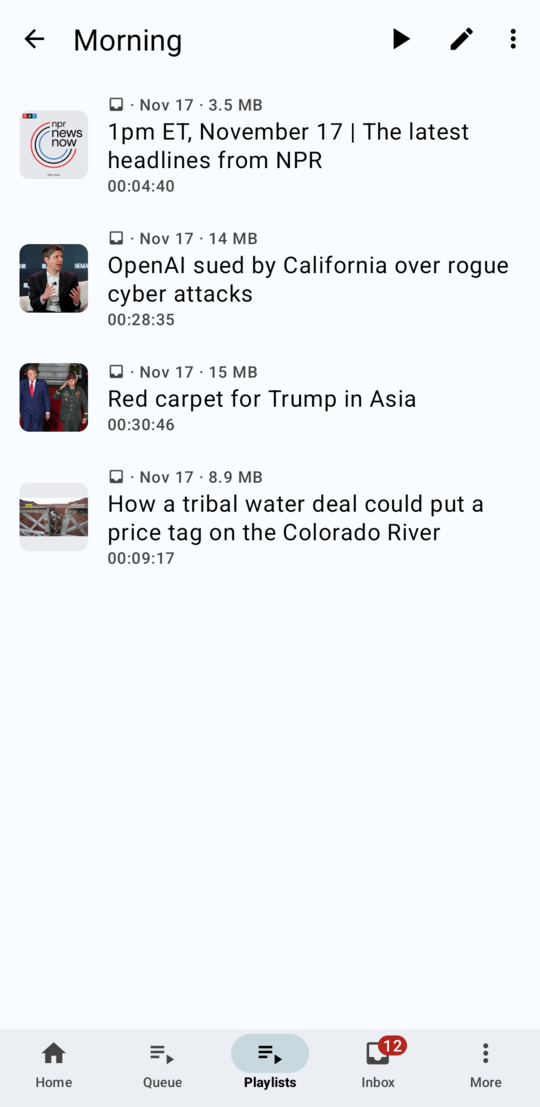 Morning
· Nov 17 · 3.5 MB
npr
news
now
1pm ET, November 17 | The latest
headlines from NPR
00:04:40
· Nov 17 · 14 MB
OpenAI sued by California over rogue
cyber attacks
00:28:35
· Nov 17 · 15 MB
Red carpet for Trump in Asia
00:30:46
· Nov 17 · 8.9 MB
How a tribal water deal could put a
price tag on the Colorado River
00:09:17
12
Home
Queue
Playlists
Inbox
More